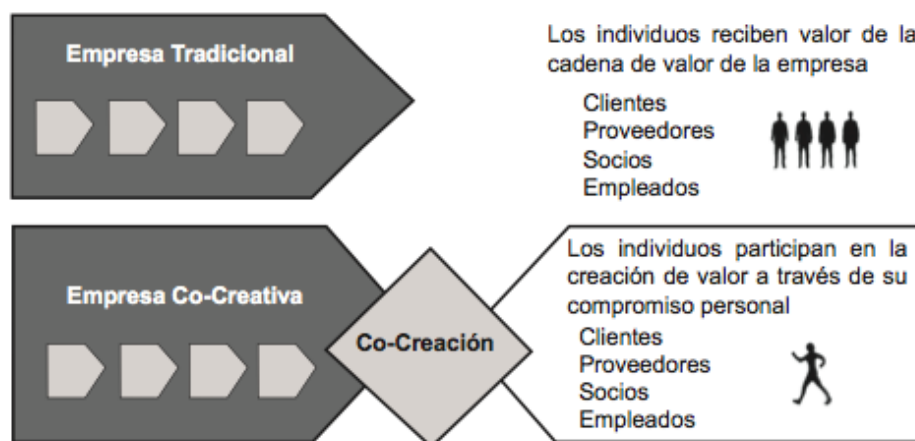 Empresa Tradicional
Los individuos reciben valor de la
cadena de valor de la empresa
Clientes
Proveedores
Socios
Empleados
Empresa Co-Creativa
Co-Creación
Los individuos participan en la
creación de valor a través de su
compromiso personal
Clientes
Proveedores
Socios
Empleados